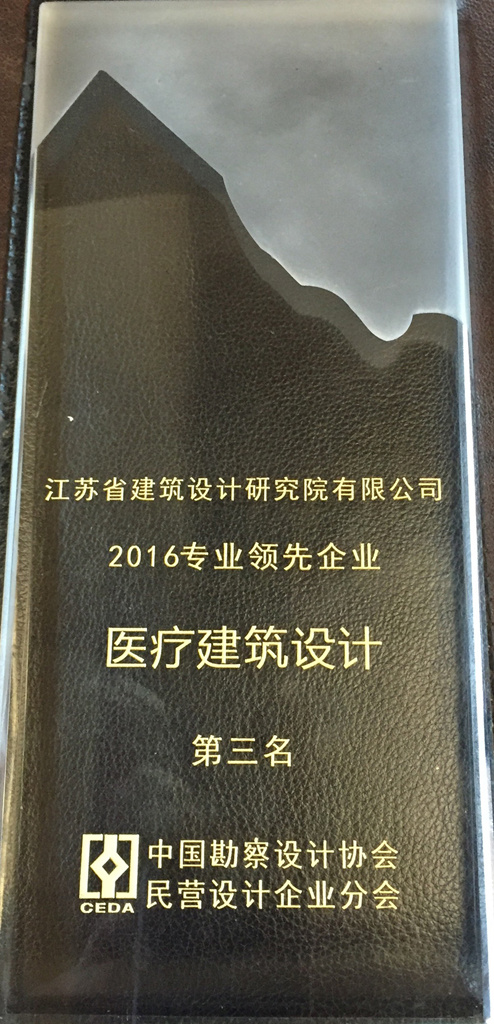 江苏省建筑设计研究院有限公司
2016专业领先企业
医疗建筑设计
第三名
中国勘察设计协会
民营设计企业分会
CEDA